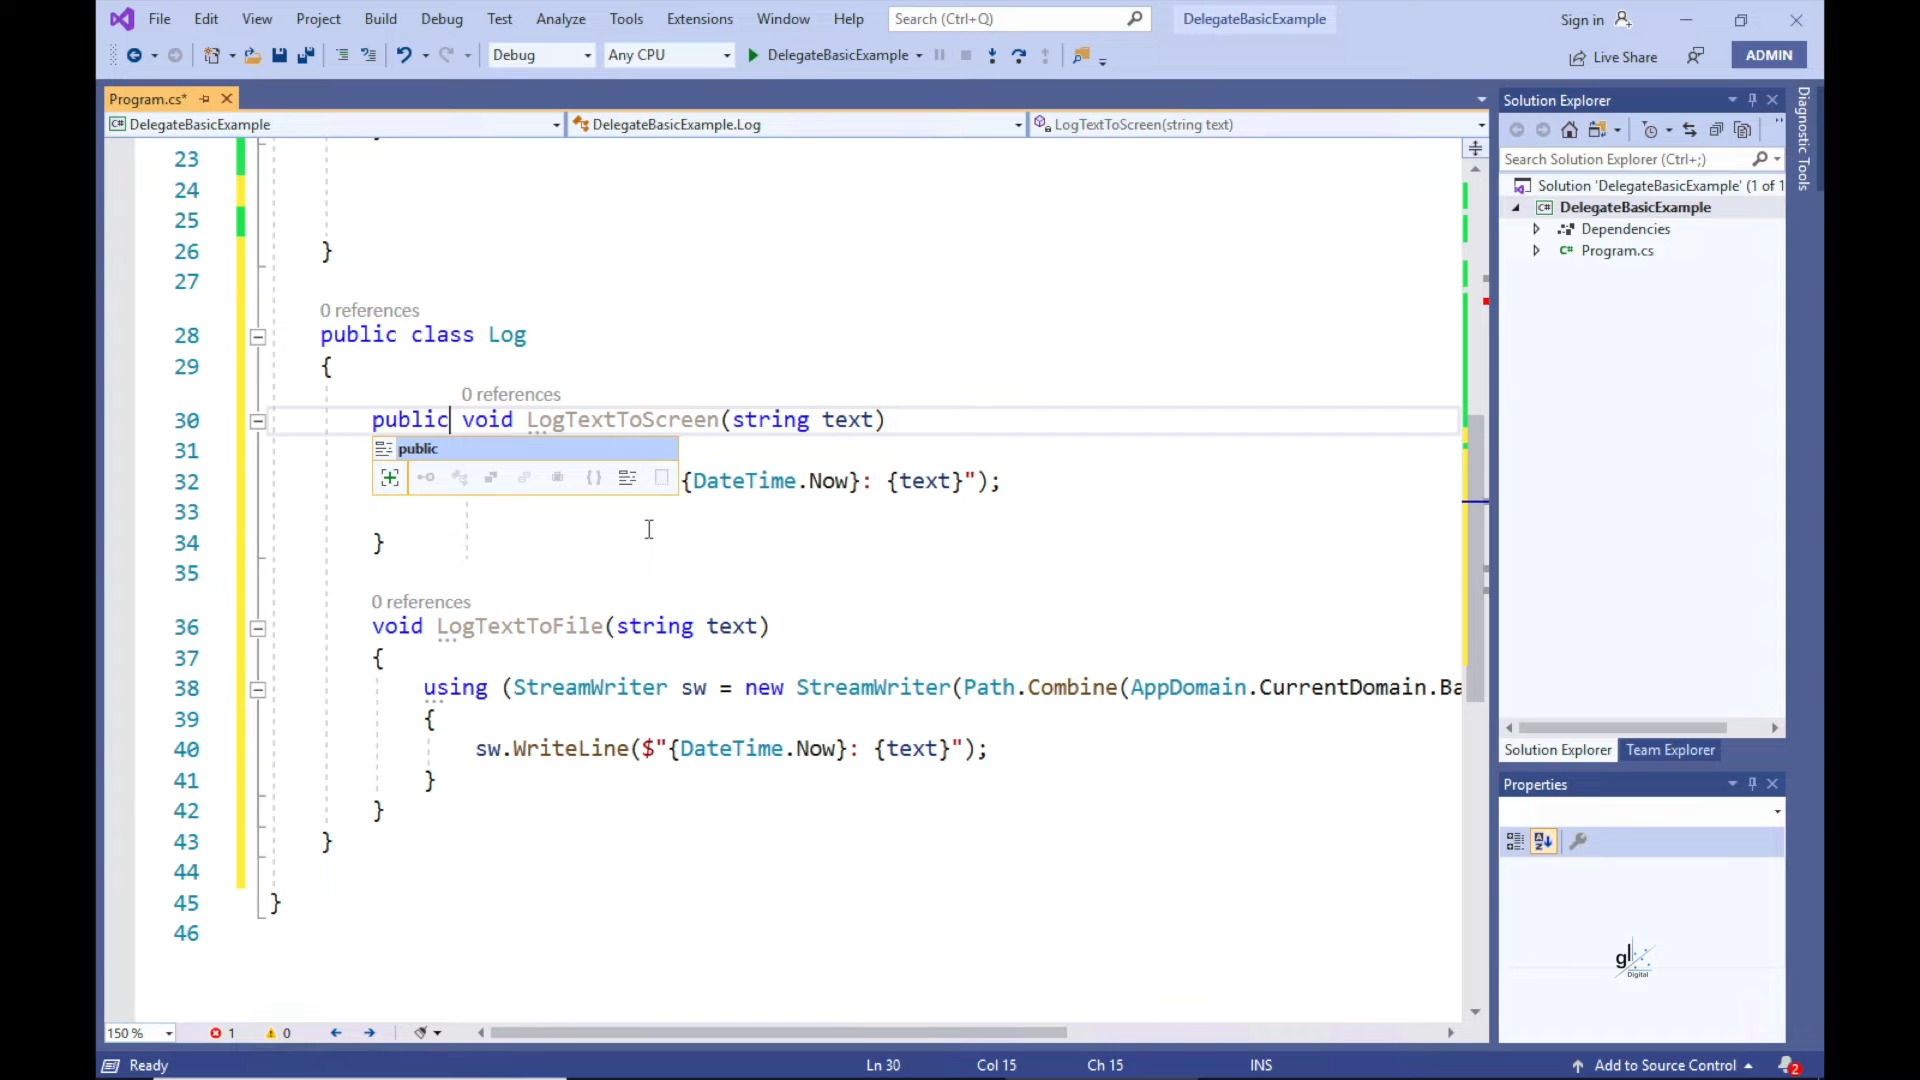 File Edit View Project Build Debug Test Analyze Tools Extensions Window Help Search (Ctrl+Q) DelegateBasicExample Sign in
Debug Any CPU DelegateBasicExample Live Share ADMIN
Program.cs*
DelegateBasicExample DelegateBasicExample.Log LogTextToScreen(string text)
23
24
25
26 }
27
0 references
28 public class Log
29 {
0 references
30 public void LogTextToScreen(string text)
31 public
32 {DateTime.Now}: {text}");
33
34 }
35
0 references
36 void LogTextToFile(string text)
37 {
38 using (StreamWriter sw = new StreamWriter(Path.Combine(AppDomain.CurrentDomain.Ba
39 {
40 sw.WriteLine($"{DateTime.Now}: {text}");
41 }
42 }
43 }
44
45 }
46
150 % 1 0
Ready Ln 30 Col 15 Ch 15 INS Add to Source Control 2
Solution Explorer
Search Solution Explorer (Ctrl+;)
Solution 'DelegateBasicExample' (1 of 1
DelegateBasicExample
Dependencies
Program.cs
Solution Explorer Team Explorer
Properties
gl
Digital
Diagnostic Tools